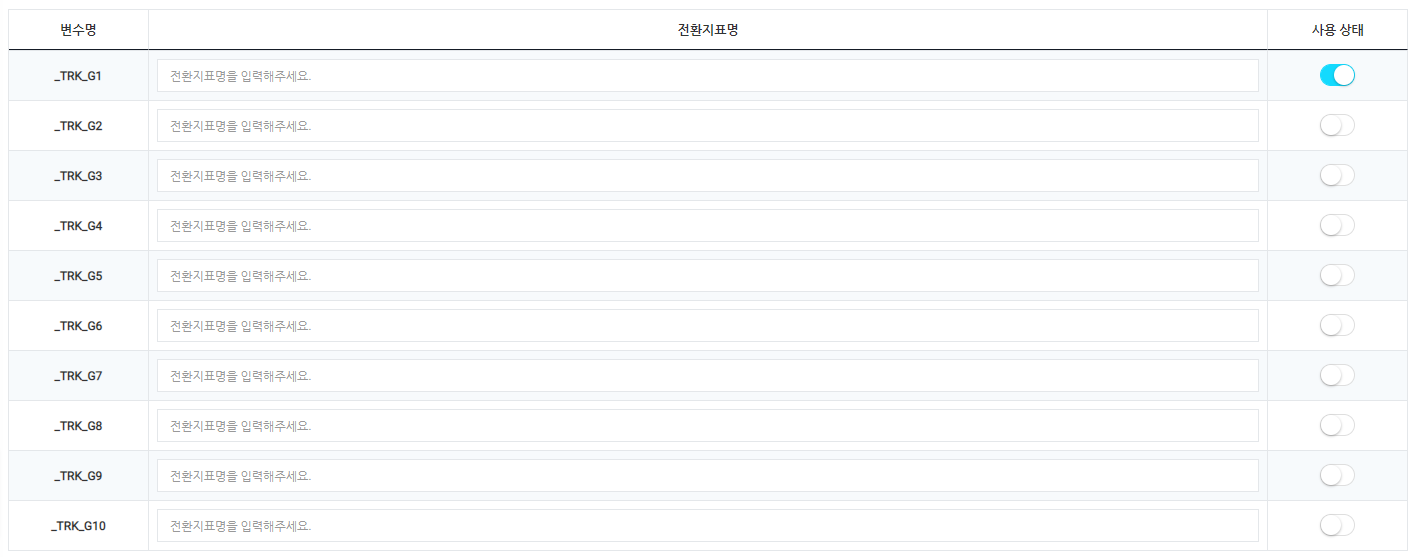 변수명 전환지표명 사용 상태
_TRK_G1 전환지표명을 입력해주세요.
_TRK_G2 전환지표명을 입력해주세요.
_TRK_G3 전환지표명을 입력해주세요.
_TRK_G4 전환지표명을 입력해주세요.
_TRK_G5 전환지표명을 입력해주세요.
_TRK_G6 전환지표명을 입력해주세요.
_TRK_G7 전환지표명을 입력해주세요.
_TRK_G8 전환지표명을 입력해주세요.
_TRK_G9 전환지표명을 입력해주세요.
_TRK_G10 전환지표명을 입력해주세요.